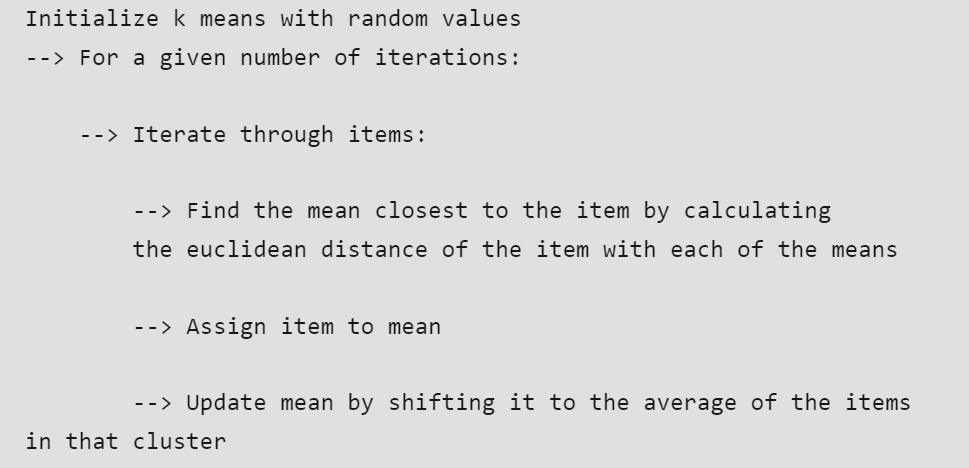 Initialize k means with random values
--> For a given number of iterations:
--> Iterate through items:
--> Find the mean closest to the item by calculating
the euclidean distance of the item with each of the means
--> Assign item to mean
--> Update mean by shifting it to the average of the items
in that cluster